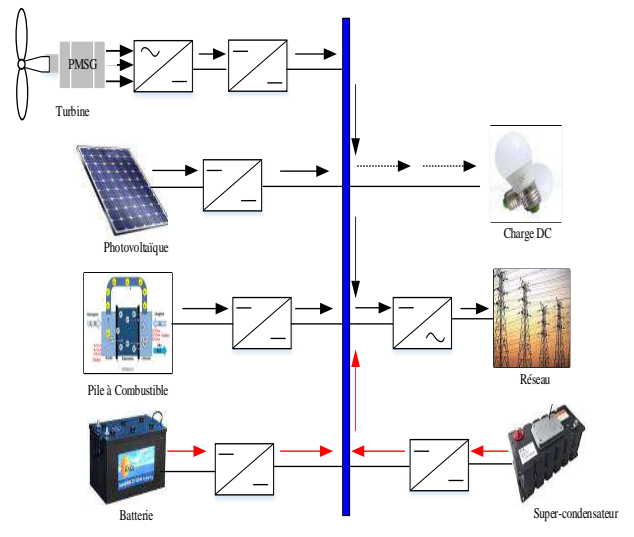 PMSG
Turbine
Photovoltaïque
Charge DC
Pile à Combustible
Réseau
Batterie
Super-condensateur